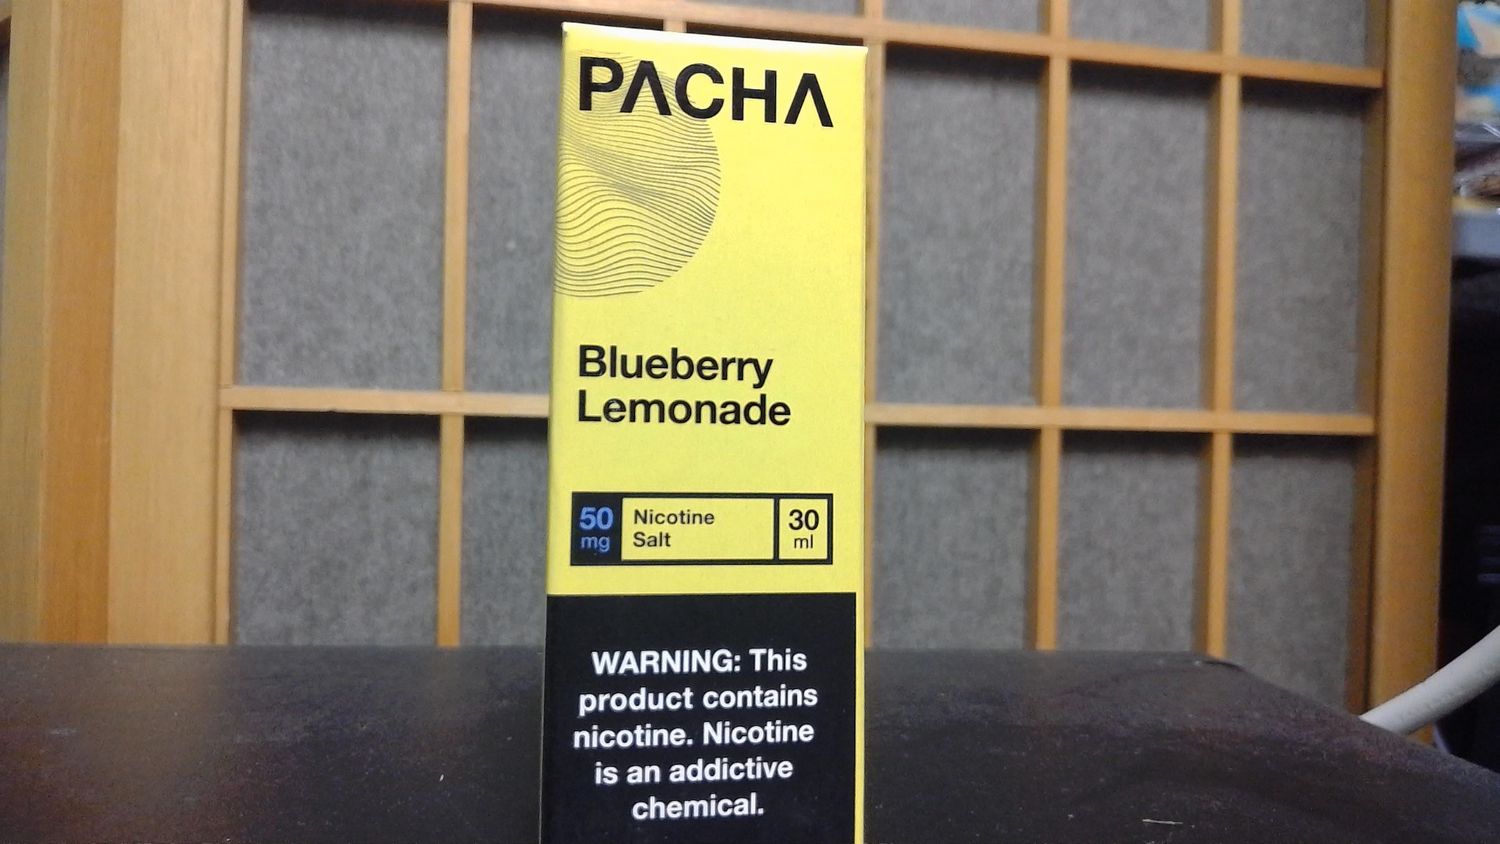 PACHA
Blueberry
Lemonade
50
mg
Nicotine
Salt
30
ml
WARNING: This
product contains
nicotine. Nicotine
is an addictive
chemical.